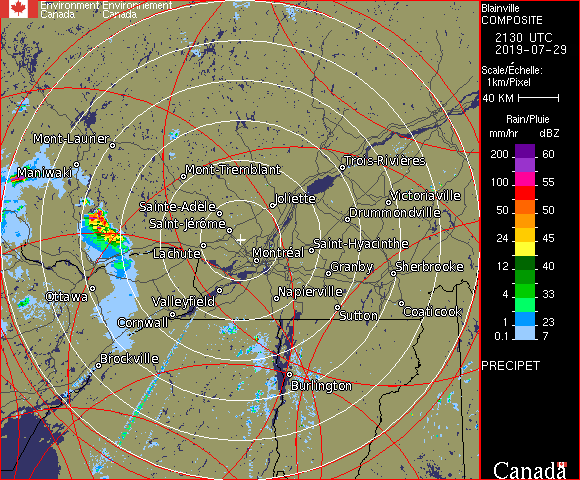 Environment Environnement
Canada Canada
Blainville
COMPOSITE
2130 UTC
2019-07-29
Scale/Échelle:
1km/Pixel
40 KM
Rain/Pluie
mm/hr dBZ
200 60
100 55
50 50
24 45
12 40
4 33
1 23
0.1 7
PRECIPET
Canada
Mont-Laurier
Maniwaki
Mont-Tremblant
Trois-Rivières
Sainte-Adèle
Joliette
Victoriaville
Saint-Jérôme
Drummondville
Lachute
Montréal
Saint-Hyacinthe
Granby
Sherbrooke
Ottawa
Valleyfield
Napierville
Cornwall
Sutton
Coaticook
Brockville
Burlington